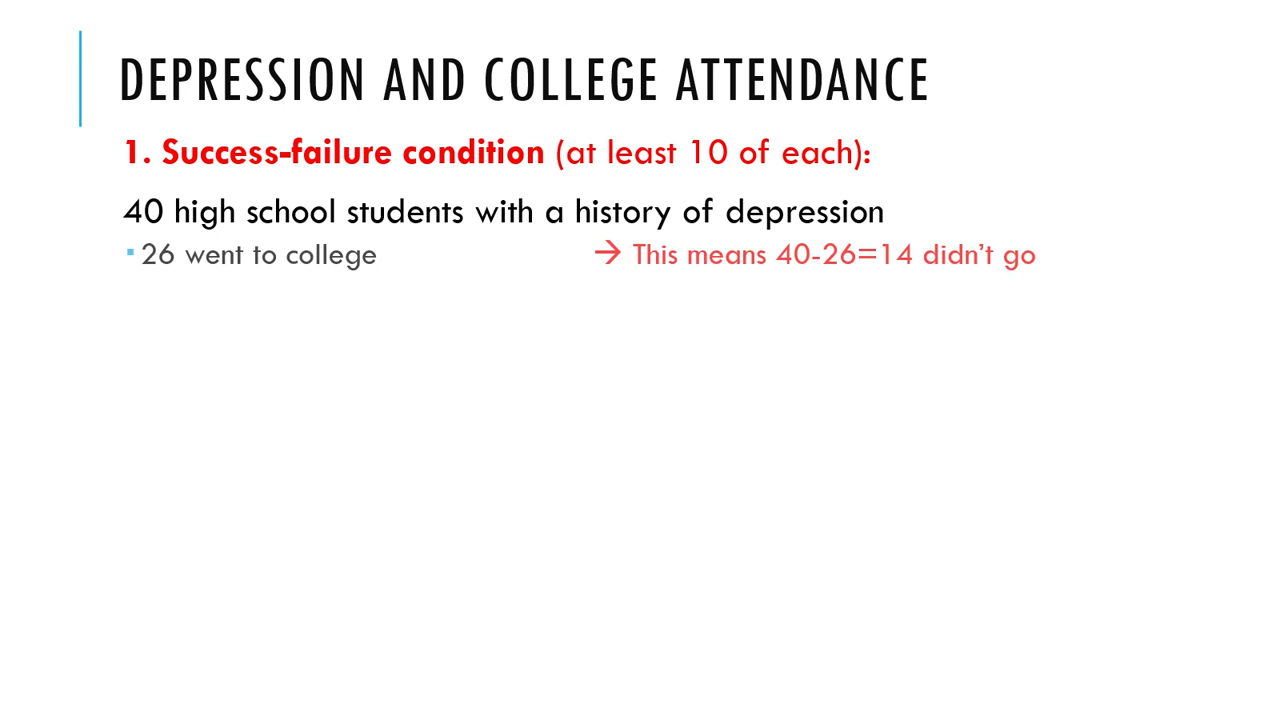 DEPRESSION AND COLLEGE ATTENDANCE
1. Success-failure condition (at least 10 of each):
40 high school students with a history of depression
▪ 26 went to college → This means 40-26=14 didn’t go